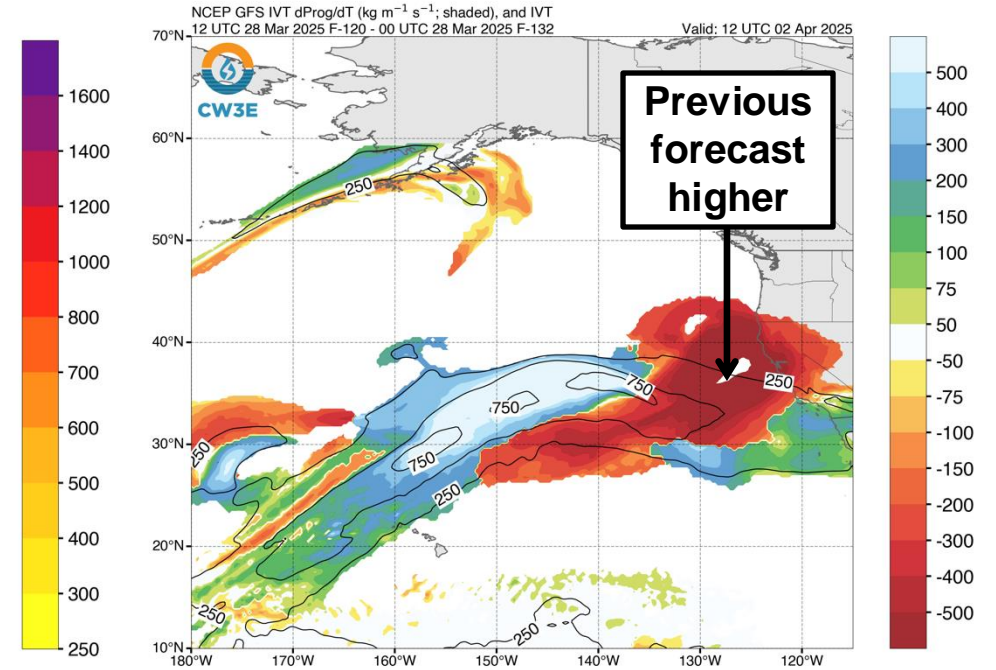 NCEP GFS IVT dProg/dT (kg m⁻¹ s⁻¹; shaded), and IVT
12 UTC 28 Mar 2025 F-120 - 00 UTC 28 Mar 2025 F-132
Valid: 12 UTC 02 Apr 2025
CW3E
Previous
forecast
higher
1600
1400
1200
1000
800
700
600
500
400
300
250
70°N
60°N
50°N
40°N
30°N
20°N
10°N
180°W
170°W
160°W
150°W
140°W
130°W
120°W
250
750
250
750
250
750
250
250
250
500
400
300
200
150
100
75
50
-50
-75
-100
-150
-200
-300
-400
-500